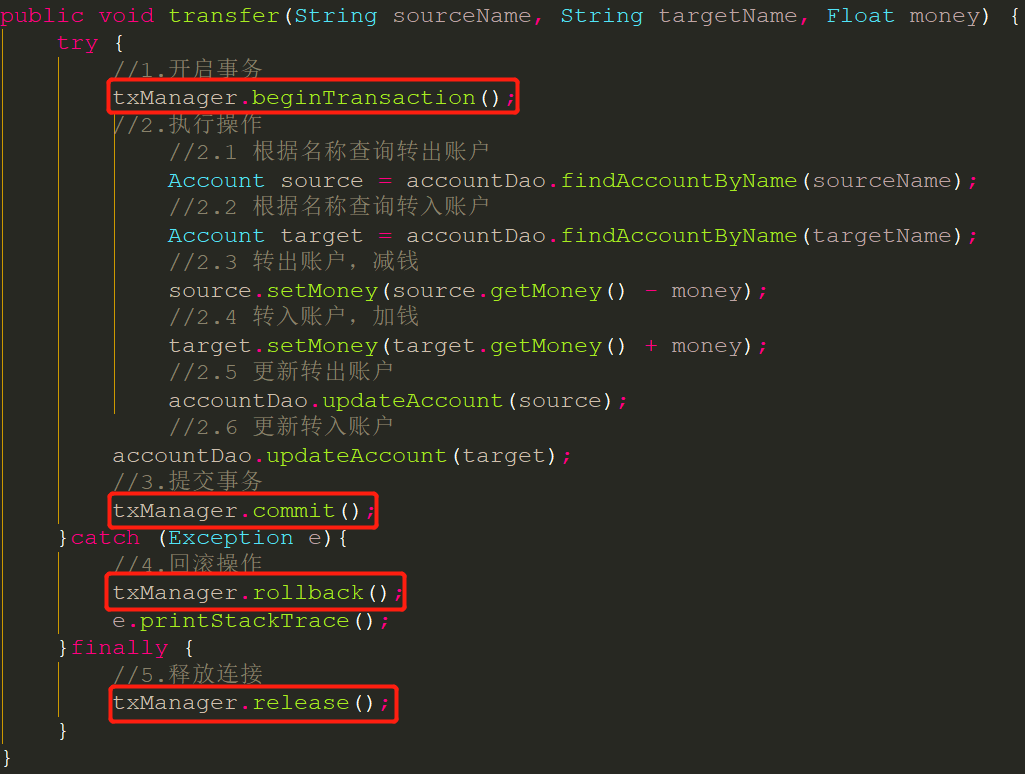 public void transfer(String sourceName, String targetName, Float money) {
try {
//1.开启事务
txManager.beginTransaction();
//2.执行操作
//2.1 根据名称查询转出账户
Account source = accountDao.findAccountByName(sourceName);
//2.2 根据名称查询转入账户
Account target = accountDao.findAccountByName(targetName);
//2.3 转出账户，减钱
source.setMoney(source.getMoney() - money);
//2.4 转入账户，加钱
target.setMoney(target.getMoney() + money);
//2.5 更新转出账户
accountDao.updateAccount(source);
//2.6 更新转入账户
accountDao.updateAccount(target);
//3.提交事务
txManager.commit();
}catch (Exception e){
//4.回滚操作
txManager.rollback();
e.printStackTrace();
}finally {
//5.释放连接
txManager.release();
}
}